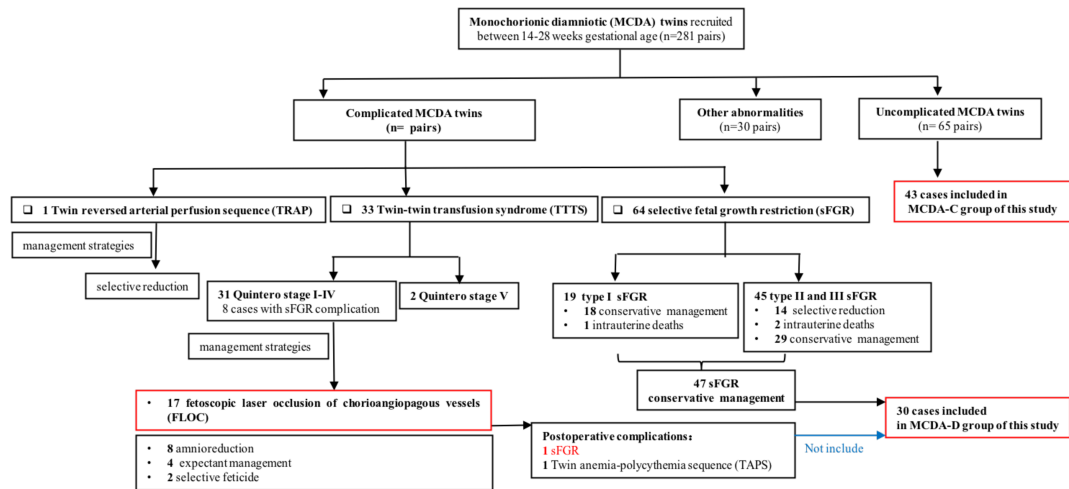 Monochorionic diamniotic (MCDA) twins recruited
between 14-28 weeks gestational age (n=281 pairs)
Complicated MCDA twins
(n= pairs)
Other abnormalities
(n=30 pairs)
Uncomplicated MCDA twins
(n= 65 pairs)
43 cases included in
MCDA-C group of this study
1 Twin reversed arterial perfusion sequence (TRAP)
33 Twin-twin transfusion syndrome (TTTS)
64 selective fetal growth restriction (sFGR)
management strategies
selective reduction
31 Quintero stage I-IV
8 cases with sFGR complication
2 Quintero stage V
19 type I sFGR
• 18 conservative management
• 1 intrauterine deaths
45 type II and III sFGR
• 14 selective reduction
• 2 intrauterine deaths
• 29 conservative management
management strategies
47 sFGR
conservative management
• 17 fetoscopic laser occlusion of chorioangiopagous vessels
(FLOC)
30 cases included
in MCDA-D group of this study
• 8 amnioreduction
• 4 expectant management
• 2 selective feticide
Postoperative complications：
1 sFGR
1 Twin anemia-polycythemia sequence (TAPS)
Not include